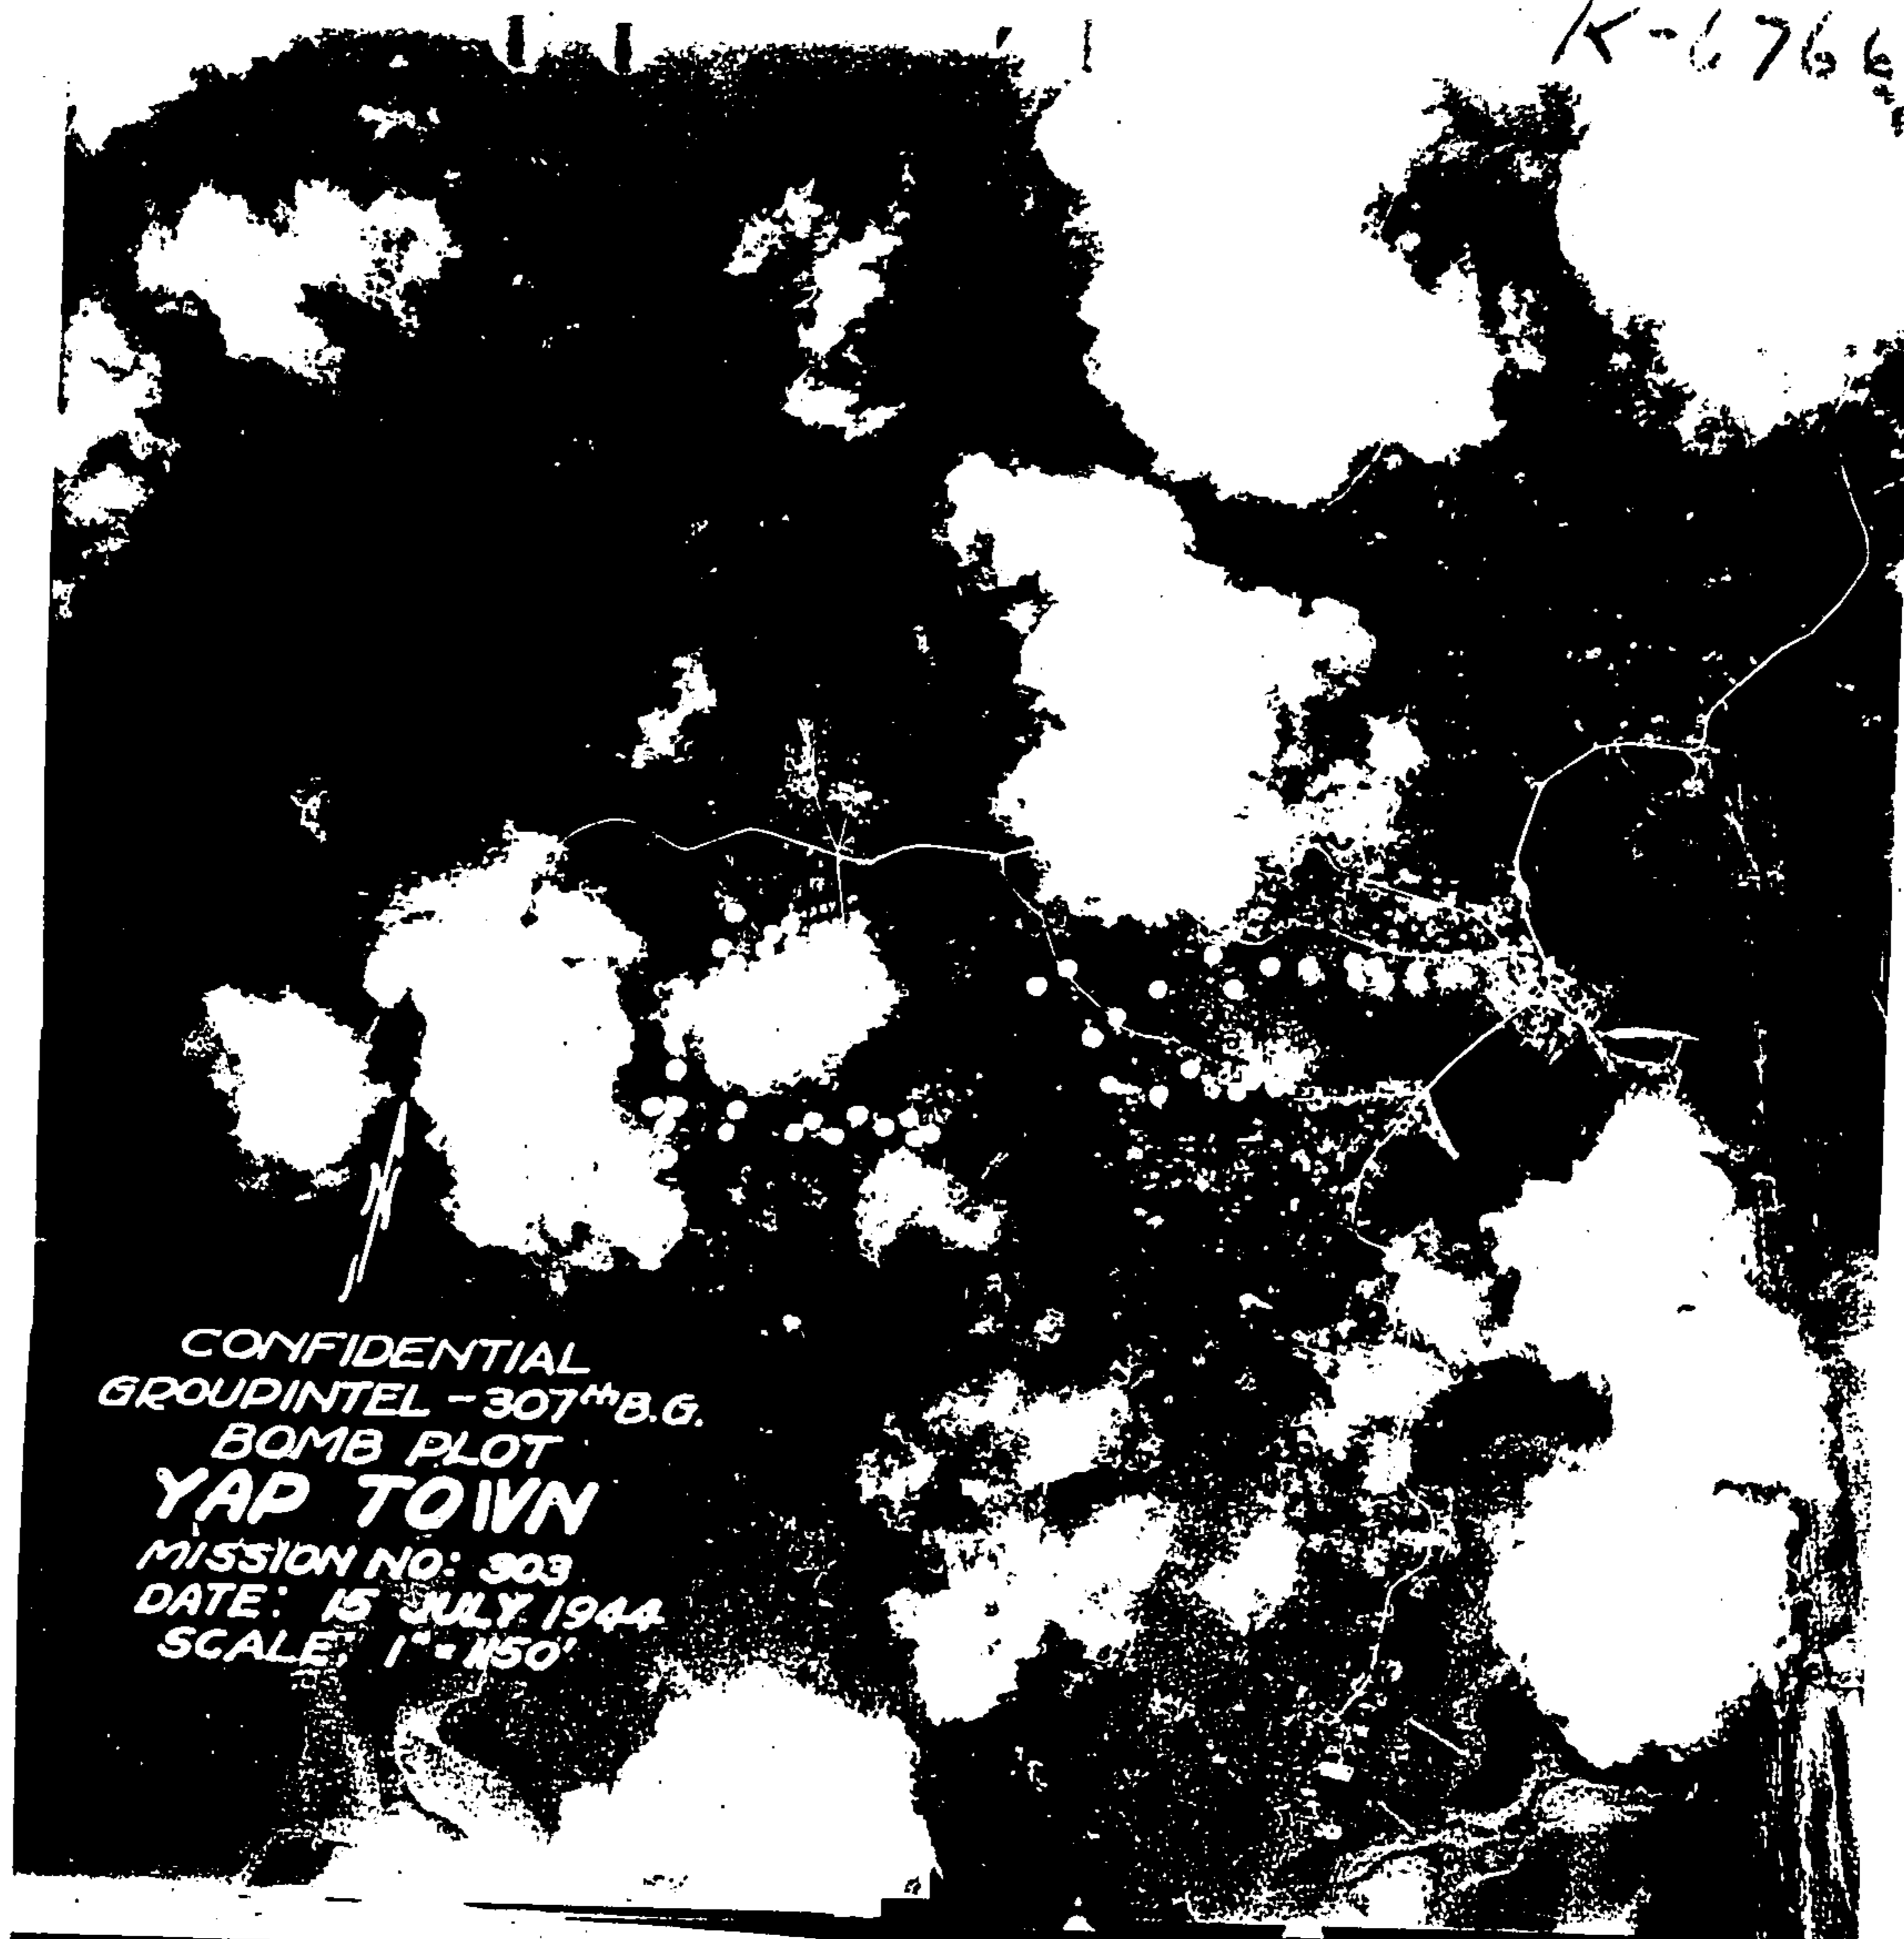 K-6766
N
CONFIDENTIAL
GROUPINTEL - 307th B.G.
BOMB PLOT
YAP TOWN
MISSION NO: 303
DATE: 15 JULY 1944
SCALE: 1" = 1150'